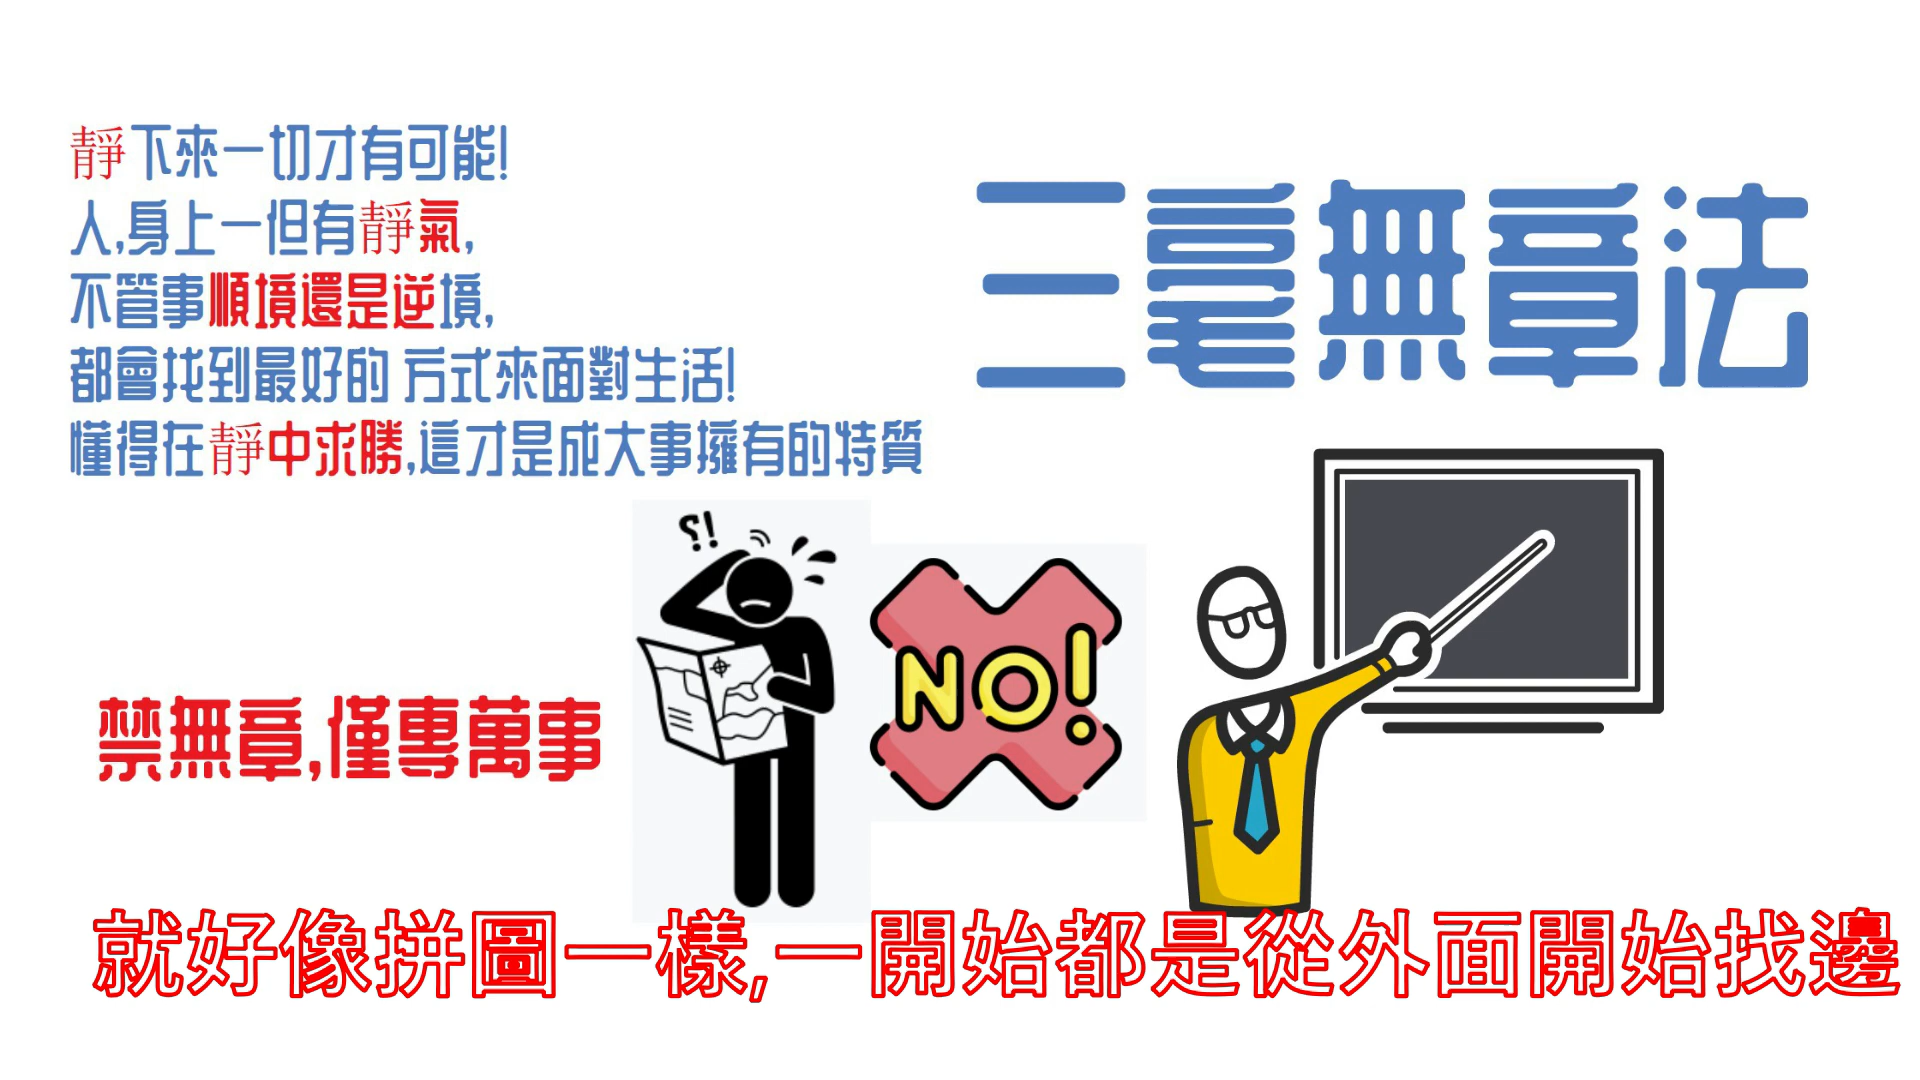 靜下來一切才有可能!
人,身上一但有靜氣,
不管事順境還是逆境,
都會找到最好的 方式來面對生活!
懂得在靜中求勝,這才是成大事擁有的特質
三毫無章法
?!
NO!
禁無章,僅專萬事
就好像拼圖一樣,一開始都是從外面開始找邊